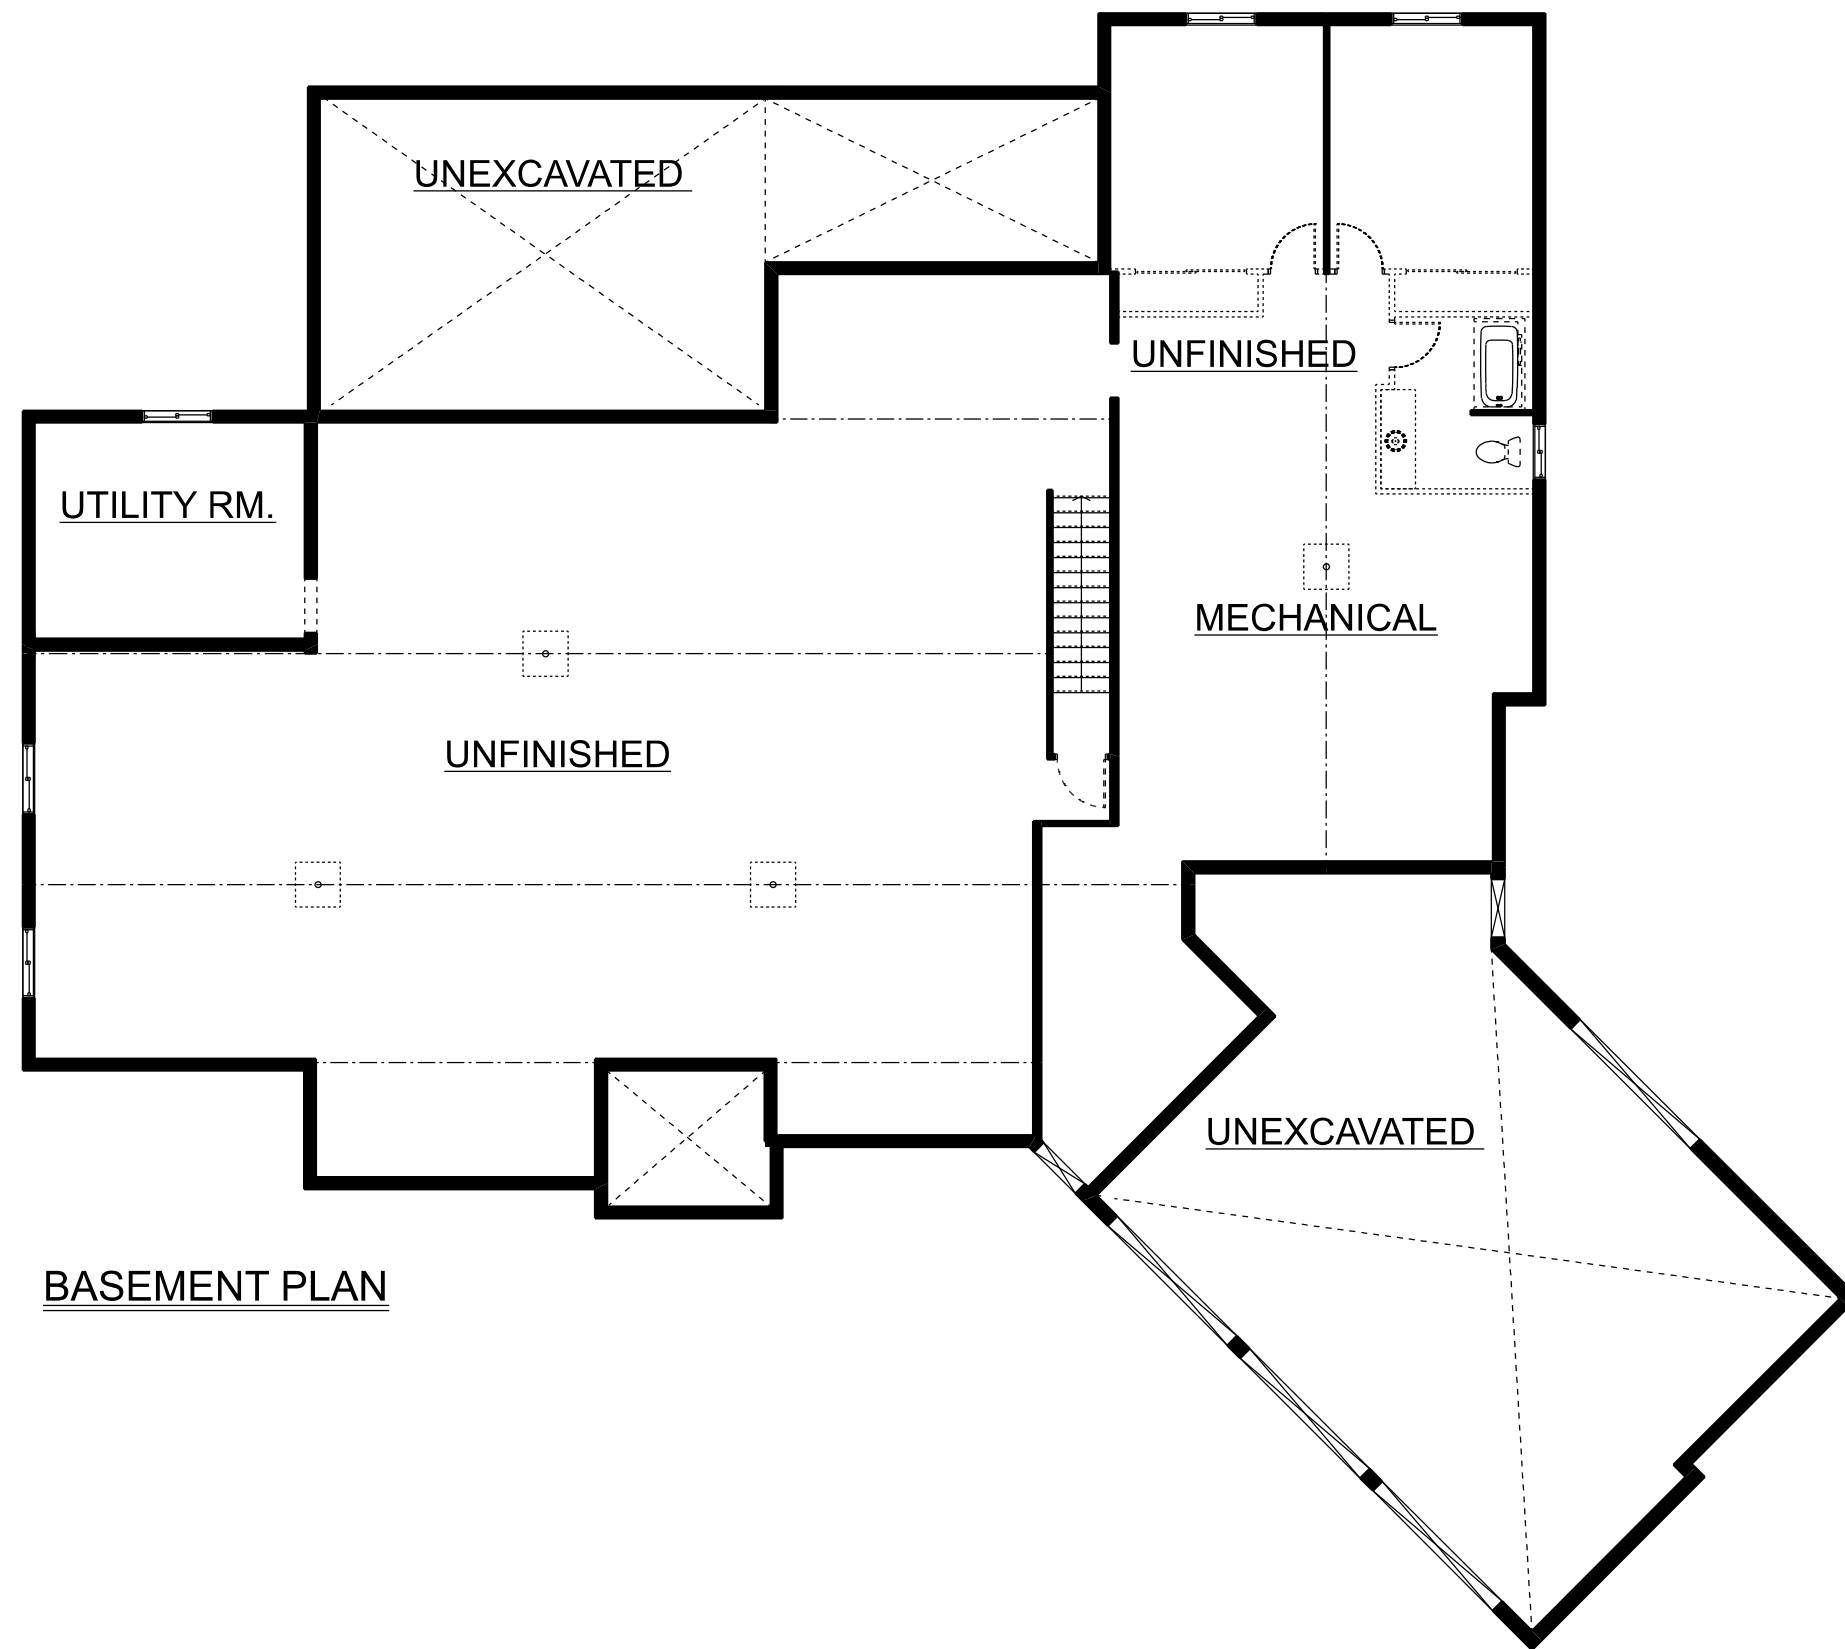 UNEXCAVATED
UNFINISHED
UTILITY RM.
MECHANICAL
UNFINISHED
UNEXCAVATED
BASEMENT PLAN